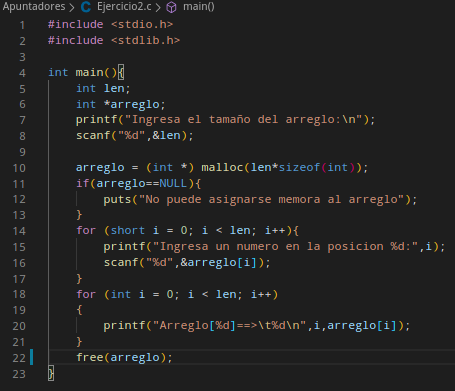 Apuntadores > C Ejercicio2.c > main()
1 #include <stdio.h>
2 #include <stdlib.h>
3
4 int main(){
5 int len;
6 int *arreglo;
7 printf("Ingresa el tamaño del arreglo:\n");
8 scanf("%d",&len);
9
10 arreglo = (int *) malloc(len*sizeof(int));
11 if(arreglo==NULL){
12 puts("No puede asignarse memora al arreglo");
13 }
14 for (short i = 0; i < len; i++){
15 printf("Ingresa un numero en la posicion %d:",i);
16 scanf("%d",&arreglo[i]);
17 }
18 for (int i = 0; i < len; i++)
19 {
20 printf("Arreglo[%d]==>\t%d\n",i,arreglo[i]);
21 }
22 free(arreglo);
23 }